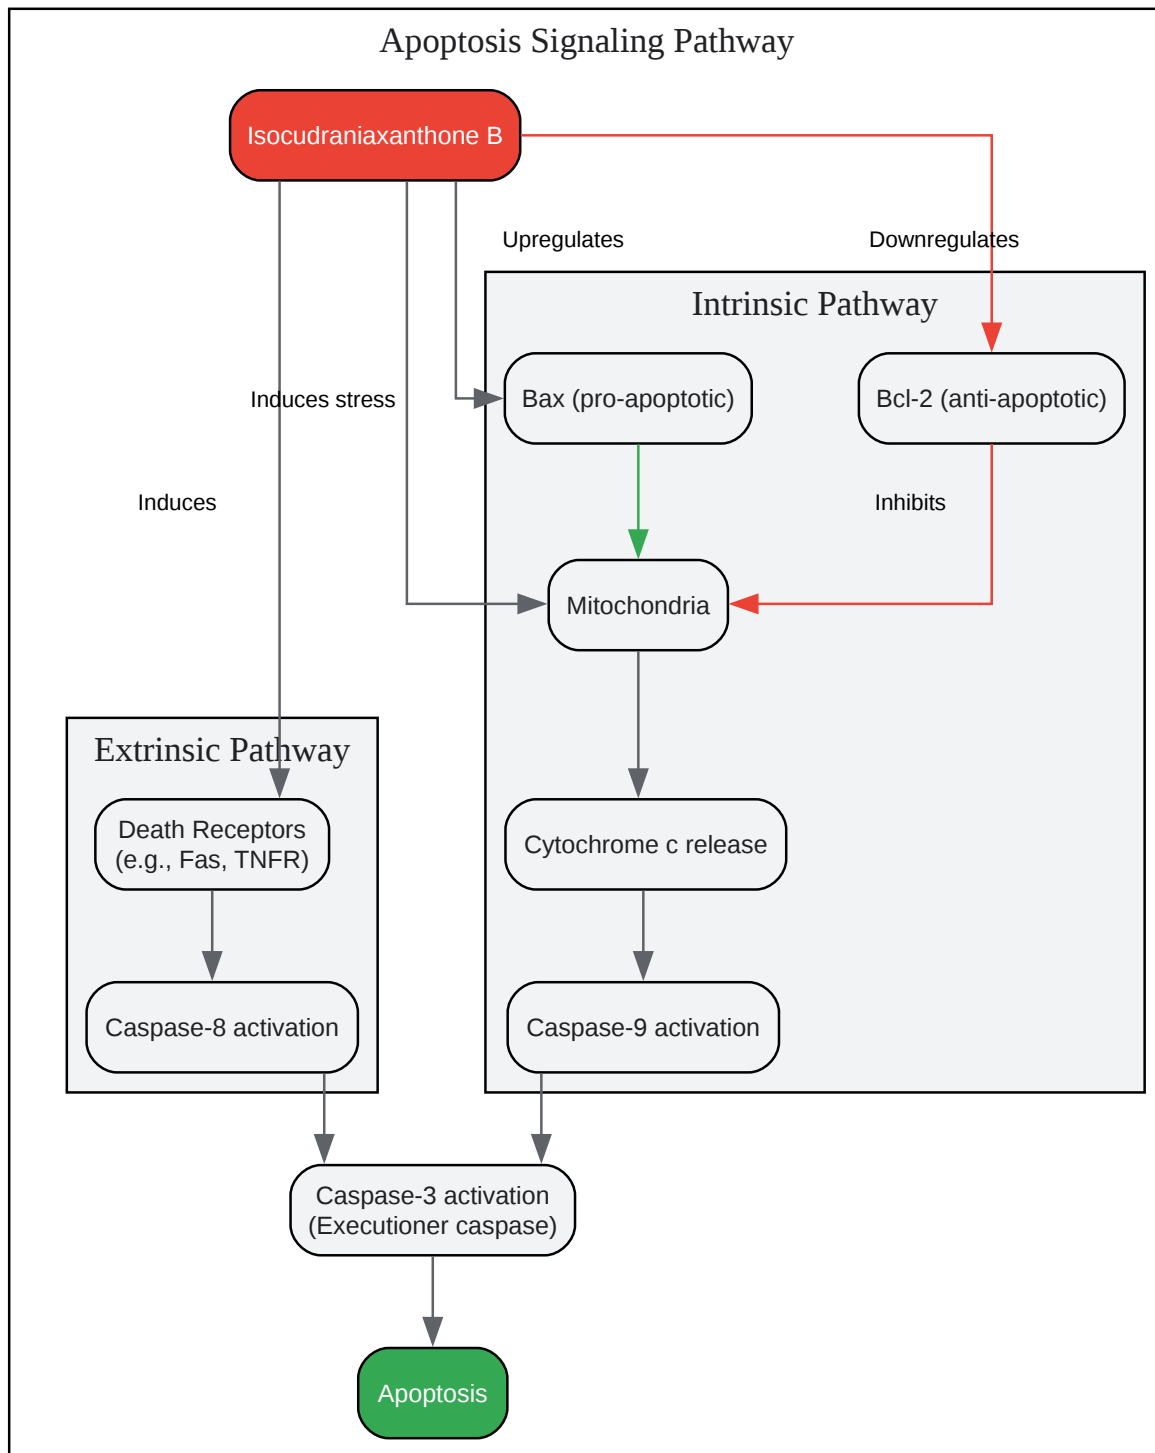 Apoptosis Signaling Pathway
Isocudraniaxanthone B
Upregulates
Downregulates
Intrinsic Pathway
Induces stress
Bax (pro-apoptotic)
Bcl-2 (anti-apoptotic)
Induces
Inhibits
Mitochondria
Extrinsic Pathway
Death Receptors
(e.g., Fas, TNFR)
Cytochrome c release
Caspase-8 activation
Caspase-9 activation
Caspase-3 activation
(Executioner caspase)
Apoptosis